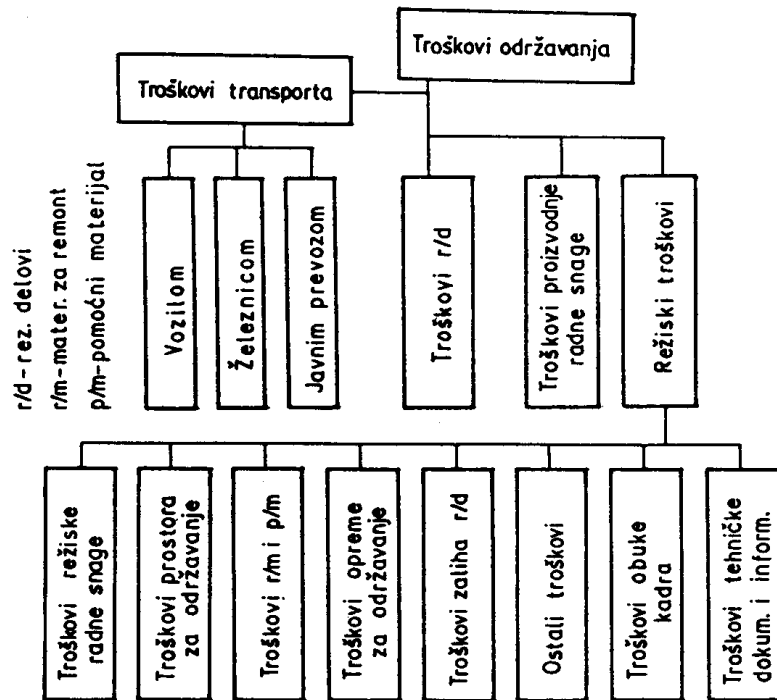 Troškovi održavanja
Troškovi transporta
r/d-rez. delovi
r/m-mater. za remont
p/m-pomoćni materijal
Vozilom
Železnicom
Javnim prevozom
Troškovi r/d
Troškovi proizvodnje
radne snage
Režiski troškovi
Troškovi režiske
radne snage
Troškovi prostora
za održavanje
Troškovi r/m i p/m
Troškovi opreme
za održavanje
Troškovi zaliha r/d
Ostali troškovi
Troškovi obuke
kadra
Troškovi tehničke
dokum. i inform.